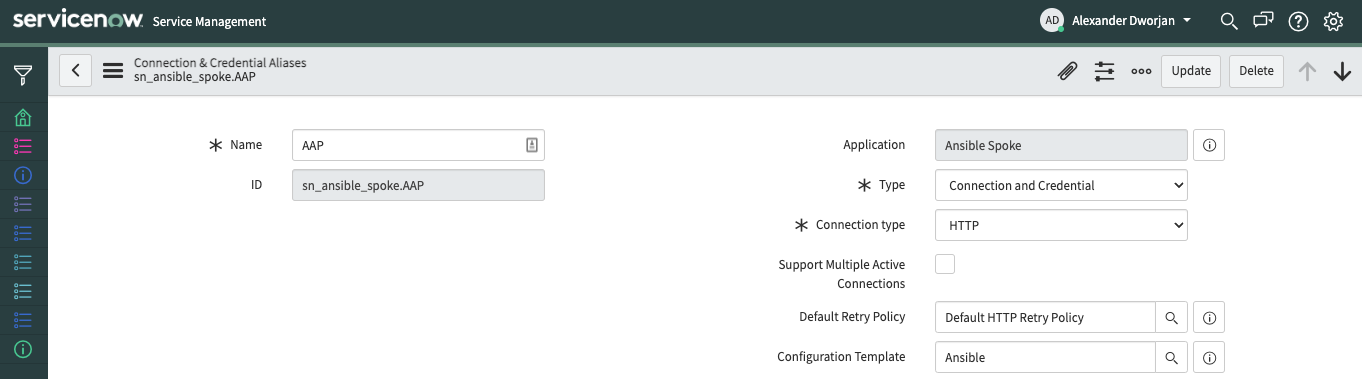 servicenow Service Management
AD Alexander Dworjan
Connection & Credential Aliases
sn_ansible_spoke.AAP
Update Delete
Name AAP
ID sn_ansible_spoke.AAP
Application Ansible Spoke
Type Connection and Credential
Connection type HTTP
Support Multiple Active
Connections
Default Retry Policy Default HTTP Retry Policy
Configuration Template Ansible